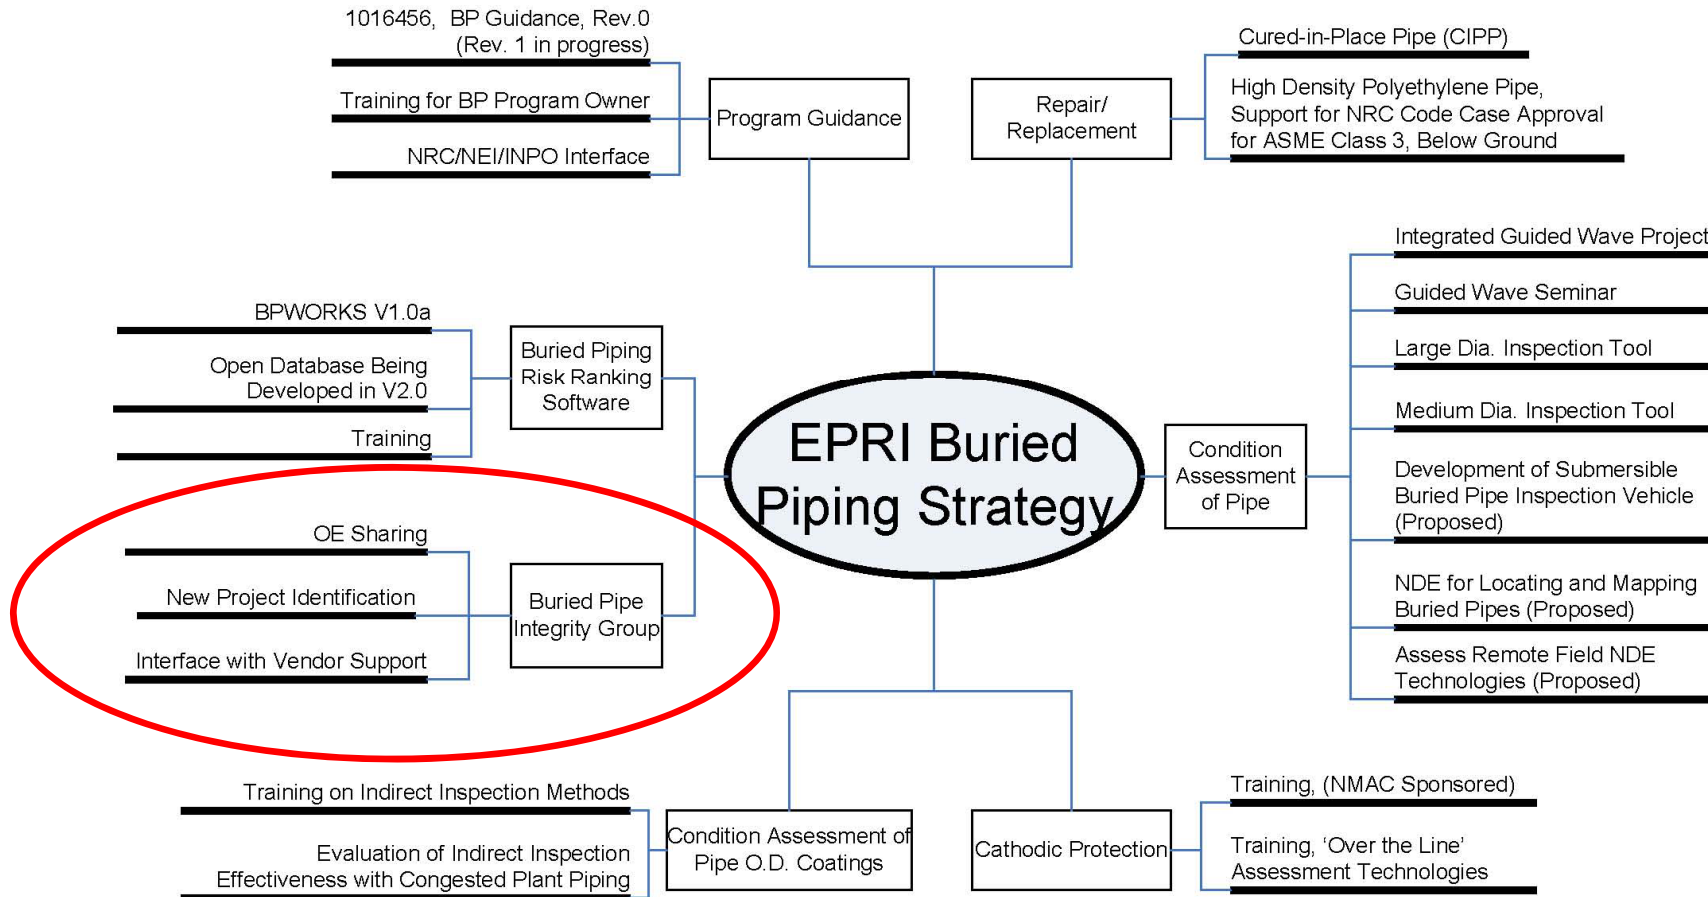 1016456, BP Guidance, Rev.0
(Rev. 1 in progress)
Training for BP Program Owner
NRC/NEI/INPO Interface
Program Guidance
Repair/
Replacement
Cured-in-Place Pipe (CIPP)
High Density Polyethylene Pipe,
Support for NRC Code Case Approval
for ASME Class 3, Below Ground
BPWORKS V1.0a
Open Database Being
Developed in V2.0
Training
Buried Piping
Risk Ranking
Software
OE Sharing
New Project Identification
Interface with Vendor Support
Buried Pipe
Integrity Group
EPRI Buried
Piping Strategy
Condition
Assessment
of Pipe
Integrated Guided Wave Project
Guided Wave Seminar
Large Dia. Inspection Tool
Medium Dia. Inspection Tool
Development of Submersible
Buried Pipe Inspection Vehicle
(Proposed)
NDE for Locating and Mapping
Buried Pipes (Proposed)
Assess Remote Field NDE
Technologies (Proposed)
Training on Indirect Inspection Methods
Evaluation of Indirect Inspection
Effectiveness with Congested Plant Piping
Condition Assessment of
Pipe O.D. Coatings
Cathodic Protection
Training, (NMAC Sponsored)
Training, ‘Over the Line’
Assessment Technologies